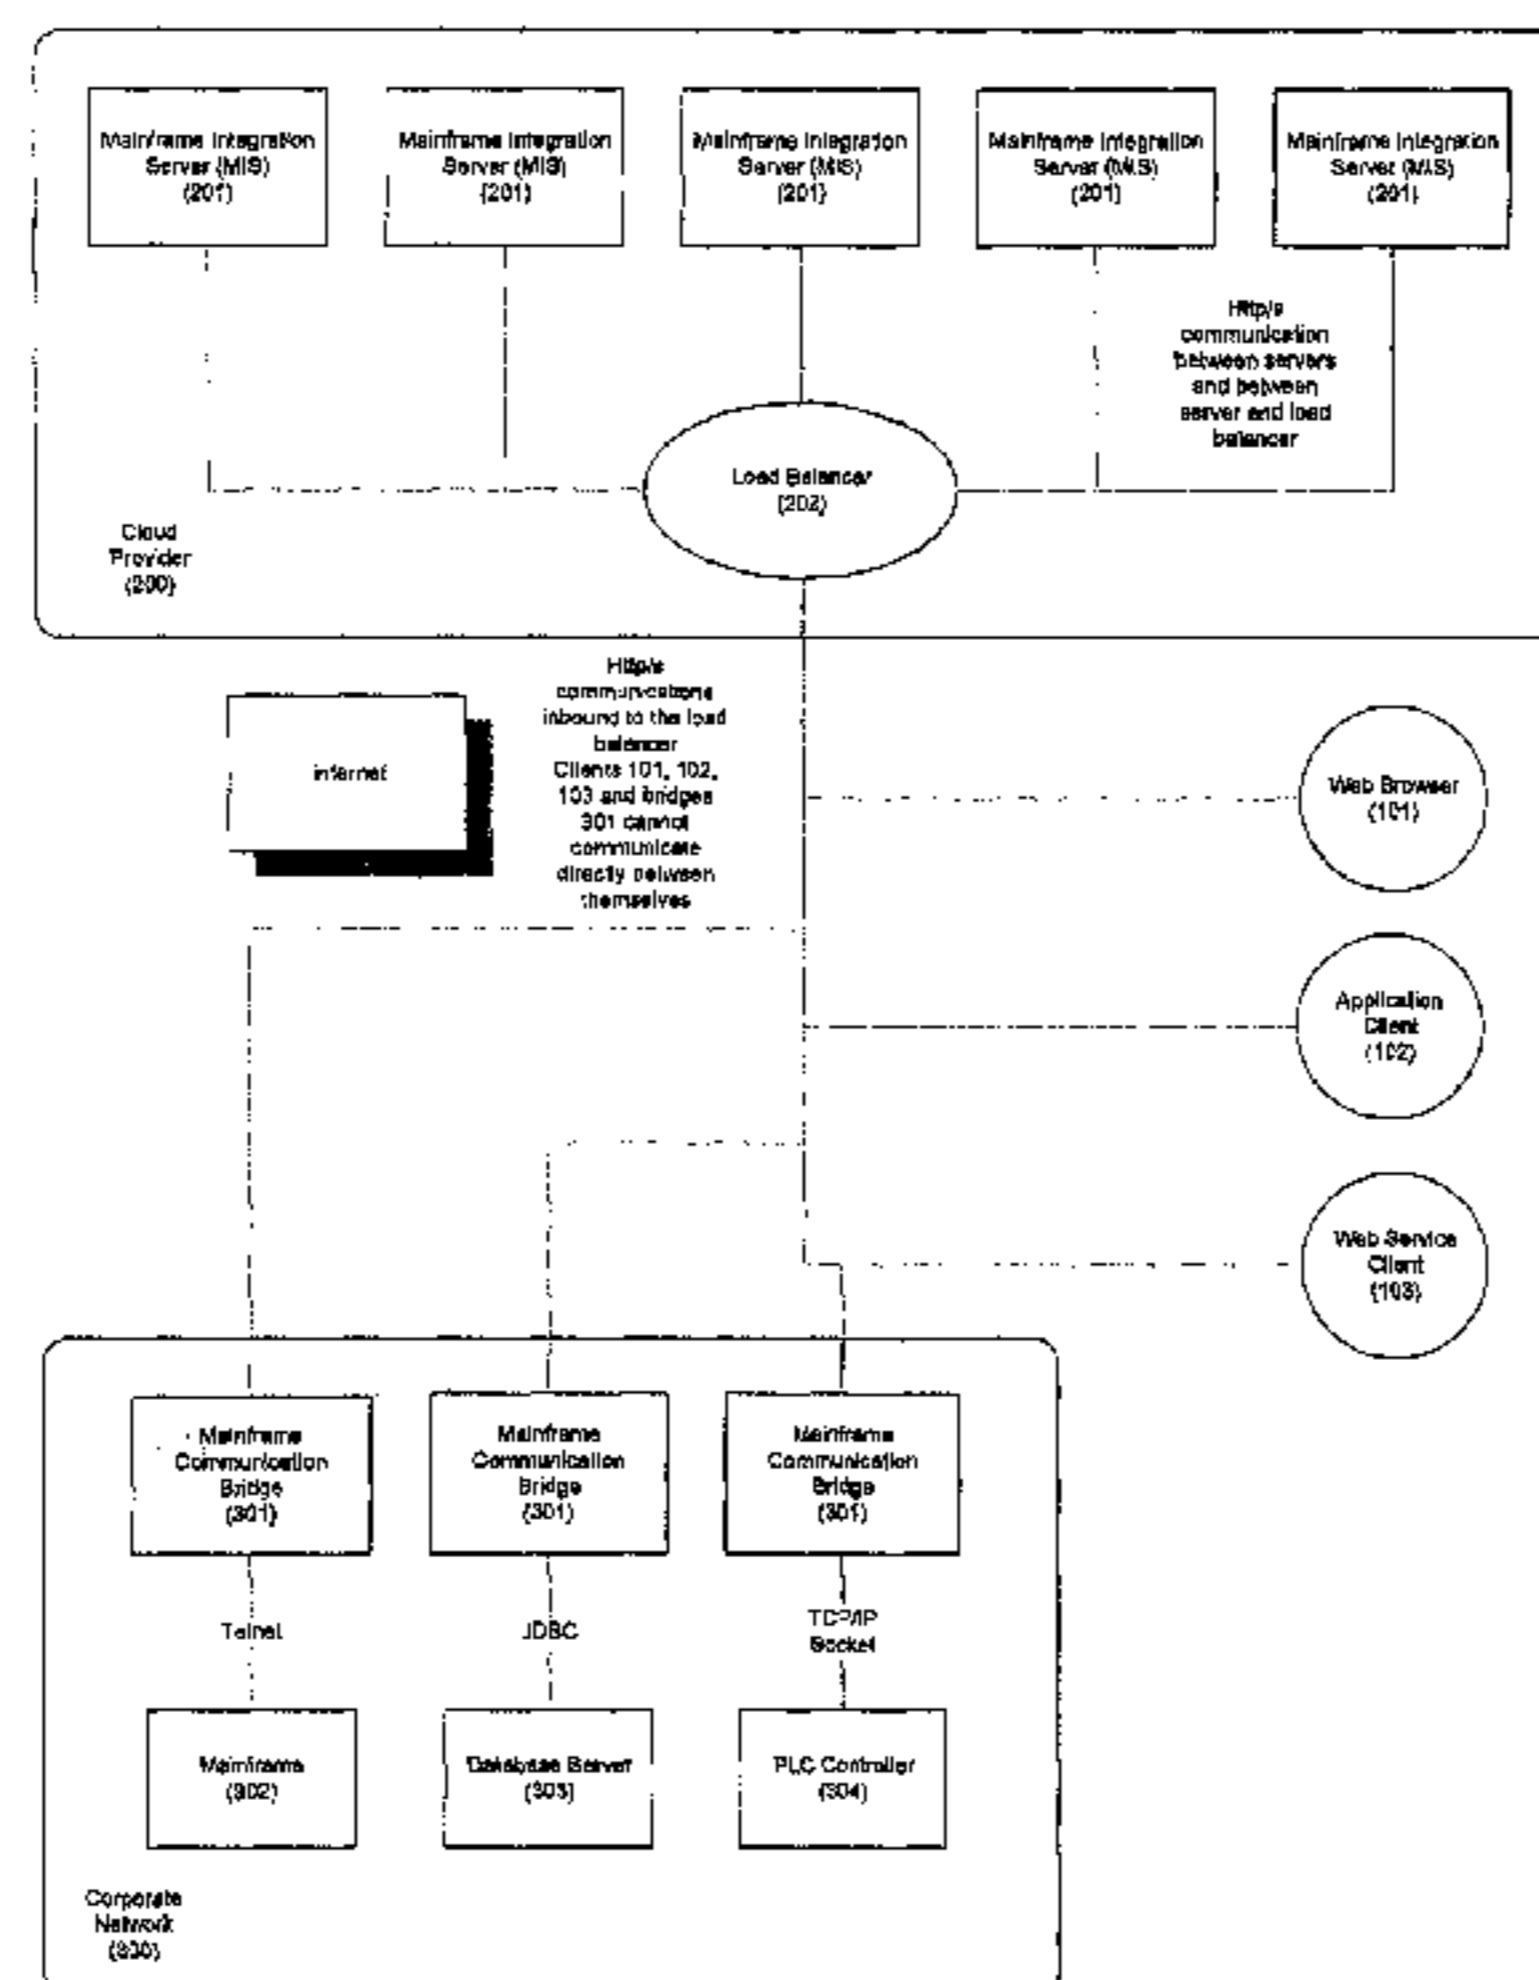 Mainframe Integration
Server (MIS)
(201)
Mainframe Integration
Server (MIS)
(201)
Mainframe Integration
Server (MIS)
(201)
Mainframe Integration
Server (MIS)
(201)
Mainframe Integration
Server (MIS)
(201)
Http/s
communication
between servers
and between
server and load
balancer
Load Balancer
(202)
Cloud
Provider
(200)
Http/s
communications
inbound to the load
balancer
Clients 101, 102,
103 and bridges
301 cannot
communicate
directly between
themselves
internet
Web Browser
(101)
Application
Client
(102)
Web Service
Client
(103)
Mainframe
Communication
Bridge
(301)
Mainframe
Communication
Bridge
(301)
Mainframe
Communication
Bridge
(301)
Telnet
JDBC
TCP/IP
Socket
Mainframe
(302)
Database Server
(303)
PLC Controller
(304)
Corporate
Network
(300)